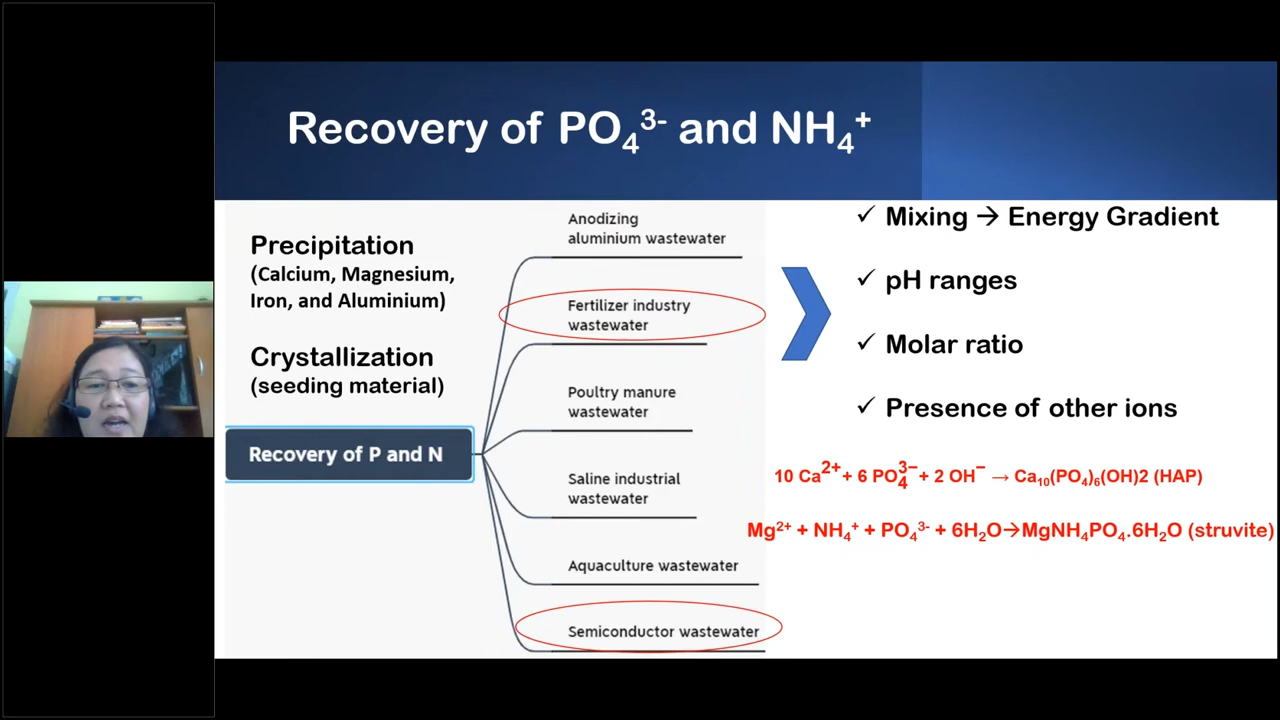 Recovery of PO₄³⁻ and NH₄⁺
Precipitation
(Calcium, Magnesium,
Iron, and Aluminium)
Crystallization
(seeding material)
Recovery of P and N
Anodizing
aluminium wastewater
Fertilizer industry
wastewater
Poultry manure
wastewater
Saline industrial
wastewater
Aquaculture wastewater
Semiconductor wastewater
✓ Mixing → Energy Gradient
✓ pH ranges
✓ Molar ratio
✓ Presence of other ions
10 Ca²⁺ + 6 PO₄³⁻ + 2 OH⁻ → Ca₁₀(PO₄)₆(OH)2 (HAP)
Mg²⁺ + NH₄⁺ + PO₄³⁻ + 6H₂O→MgNH₄PO₄.6H₂O (struvite)